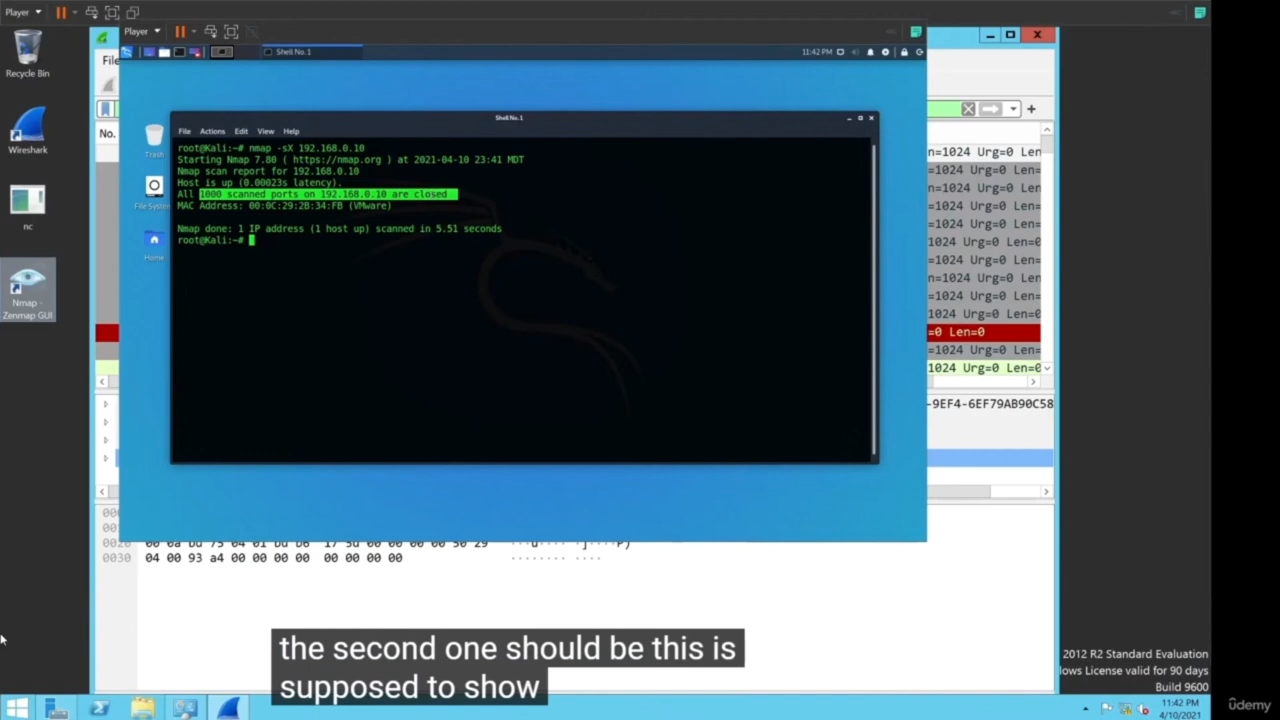 Player
Player
11:42 PM
Shell No.1
Recycle Bin
File
Shell No.1
No.
File Actions Edit View Help
root@Kali:~# nmap -sX 192.168.0.10
Starting Nmap 7.80 ( https://nmap.org ) at 2021-04-10 23:41 MDT
Nmap scan report for 192.168.0.10
Host is up (0.00023s latency).
All 1000 scanned ports on 192.168.0.10 are closed
MAC Address: 00:0C:29:2B:34:FB (VMware)
Nmap done: 1 IP address (1 host up) scanned in 5.51 seconds
root@Kali:~#
Trash
File System
Home
Wireshark
nc
Nmap -
Zenmap GUI
n=1024 Urg=0 Len=
=1024 Urg=0 Len=
=1024 Urg=0 Len=
=1024 Urg=0 Len=
=1024 Urg=0 Len=
=1024 Urg=0 Len=
=1024 Urg=0 Len=
=1024 Urg=0 Len=
=1024 Urg=0 Len=
=1024 Urg=0 Len=
=0 Len=0
=1024 Urg=0 Len=
1024 Urg=0 Len=0
-9EF4-6EF79AB90C58
0030 04 00 93 a4 00 00 00 00 00 00 00 00 ········ ····
the second one should be this is
supposed to show
2012 R2 Standard Evaluation
ows License valid for 90 days
Build 9600
11:42 PM
4/10/2021
ûdemy